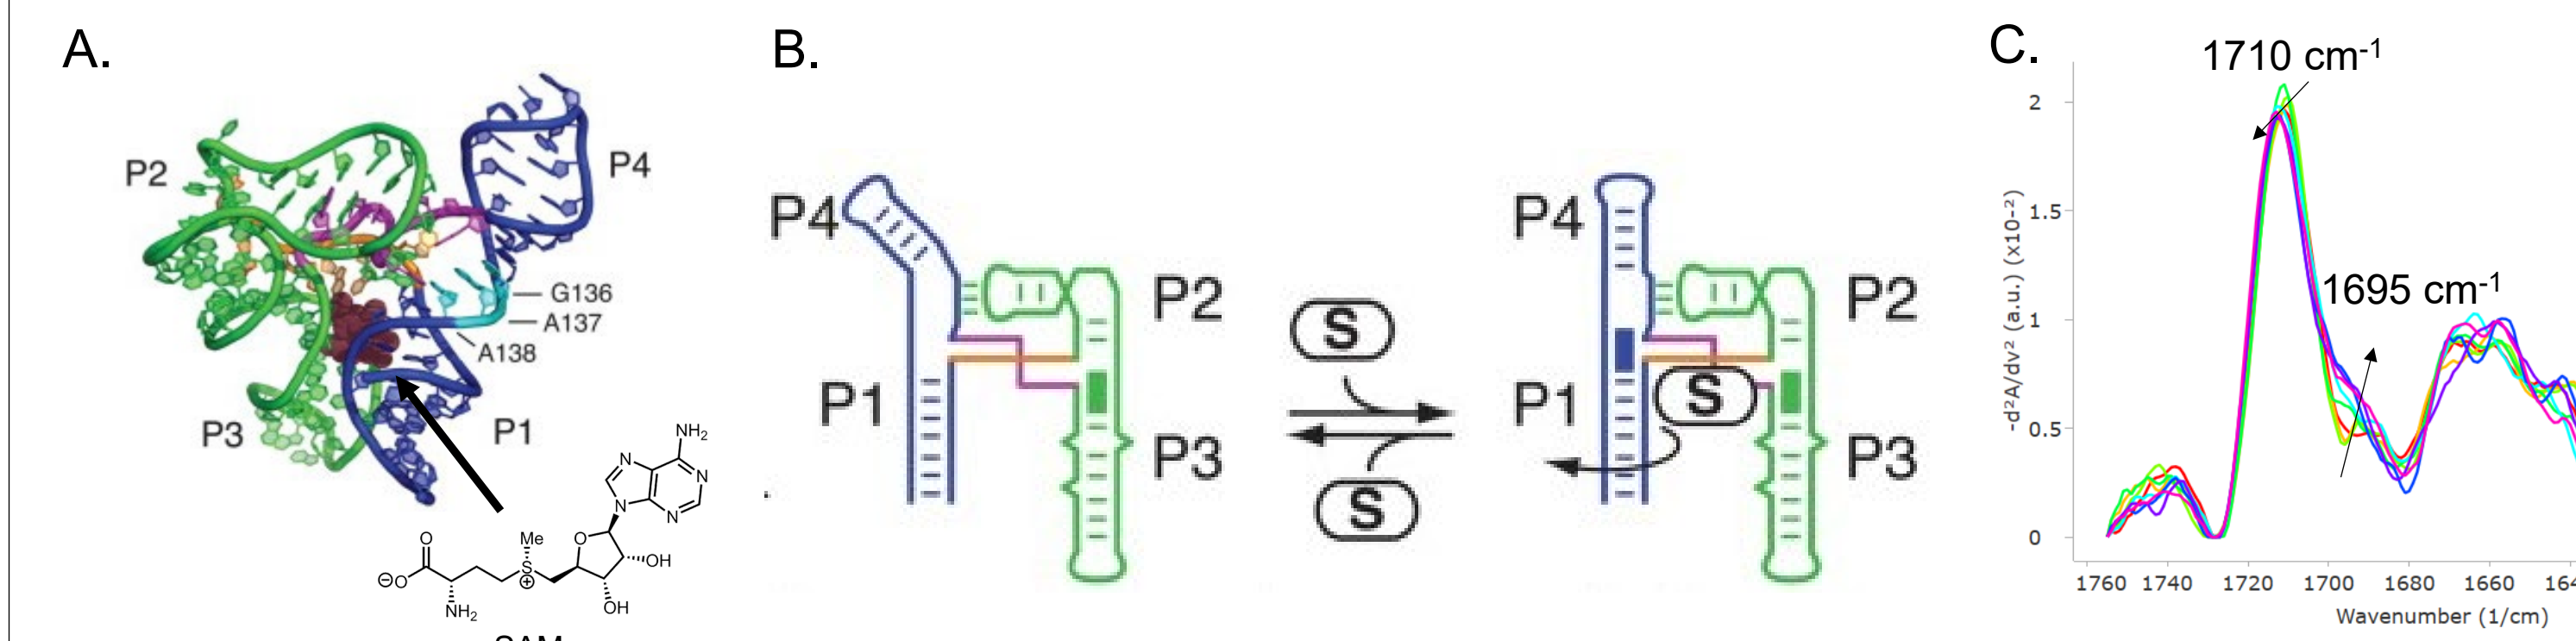 A.
P2
P4
G136
A137
A138
P3
P1
NH₂
N
N
N
N
O
O
Me
S
⊕
⊖O
NH₂
OH
OH
B.
P4
P2
P1
P3
S
S
P4
P2
P1
S
P3
C.
1710 cm⁻¹
1695 cm⁻¹
-d²A/dv² (a.u.) (x10⁻²)
2
1.5
1
0.5
0
1760 1740 1720 1700 1680 1660
Wavenumber (1/cm)